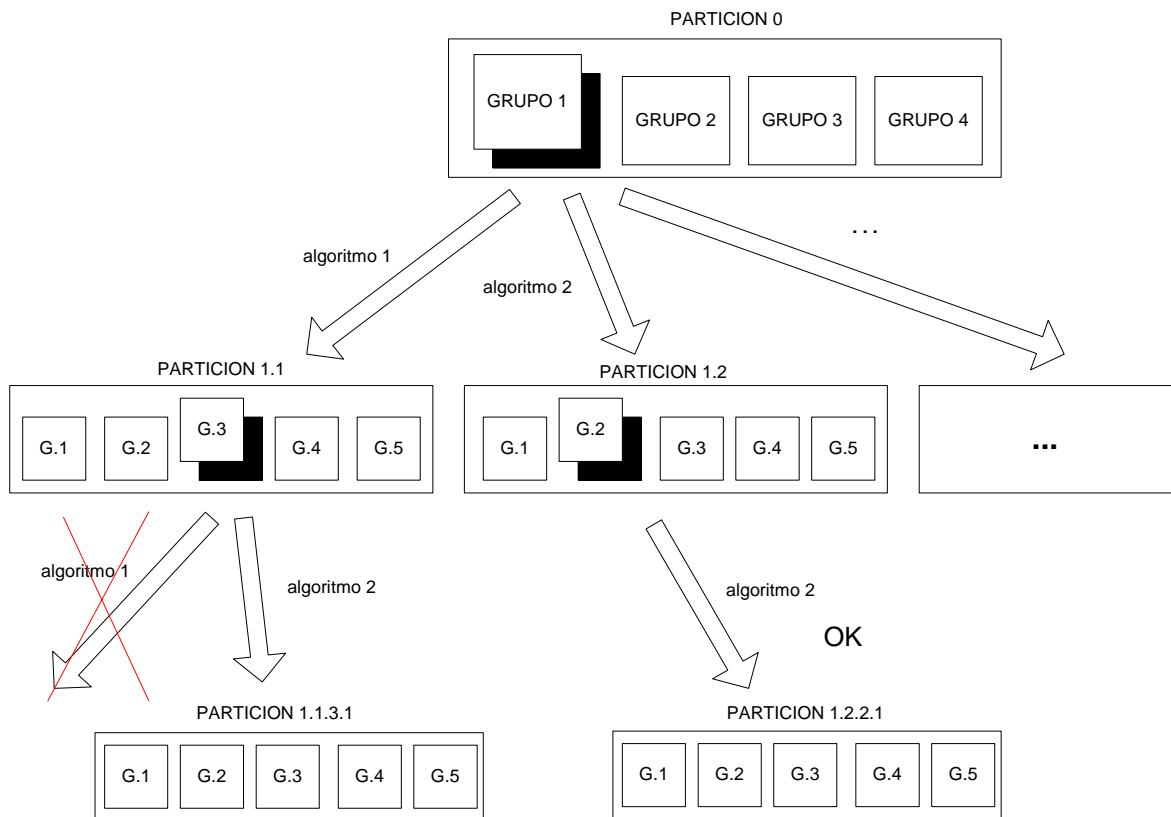 PARTICION 0
GRUPO 1
GRUPO 2
GRUPO 3
GRUPO 4
algoritmo 1
algoritmo 2
...
PARTICION 1.1
PARTICION 1.2
G.1
G.2
G.3
G.4
G.5
G.1
G.2
G.3
G.4
G.5
...
algoritmo 1
algoritmo 2
algoritmo 2
OK
PARTICION 1.1.3.1
PARTICION 1.2.2.1
G.1
G.2
G.3
G.4
G.5
G.1
G.2
G.3
G.4
G.5